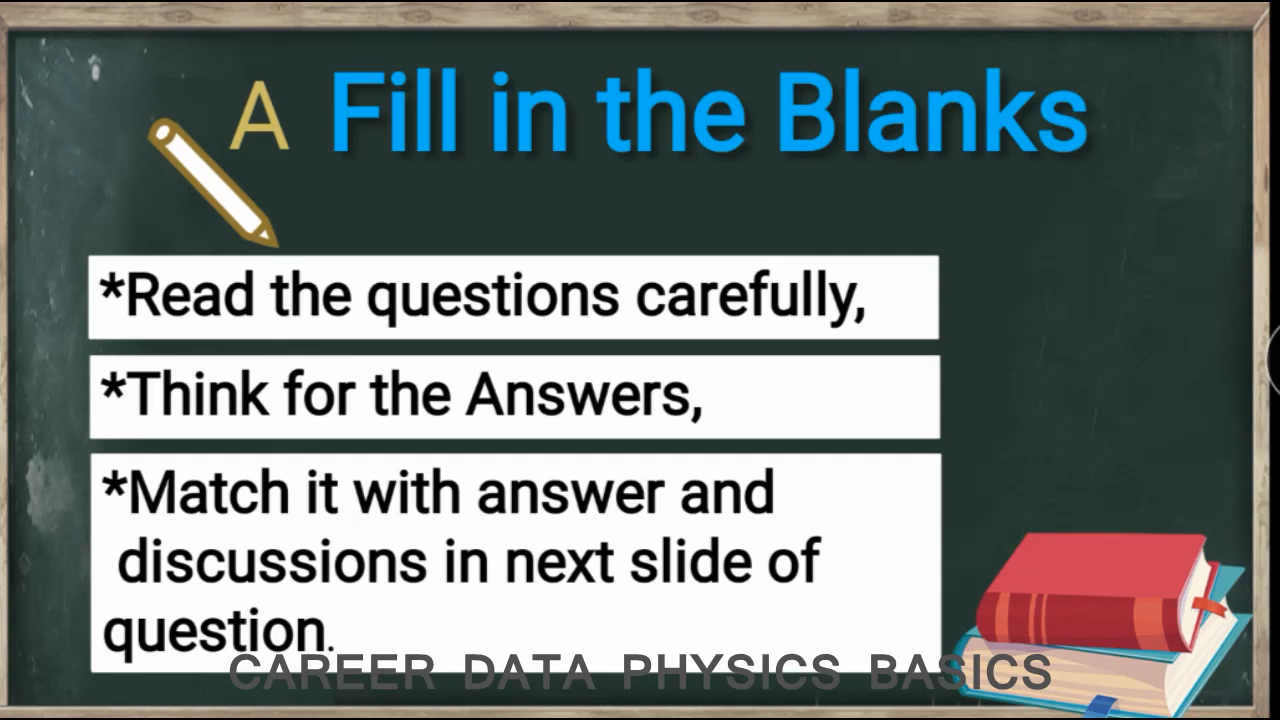 A Fill in the Blanks
*Read the questions carefully,
*Think for the Answers,
*Match it with answer and
discussions in next slide of
question.
CAREER DATA PHYSICS BASICS